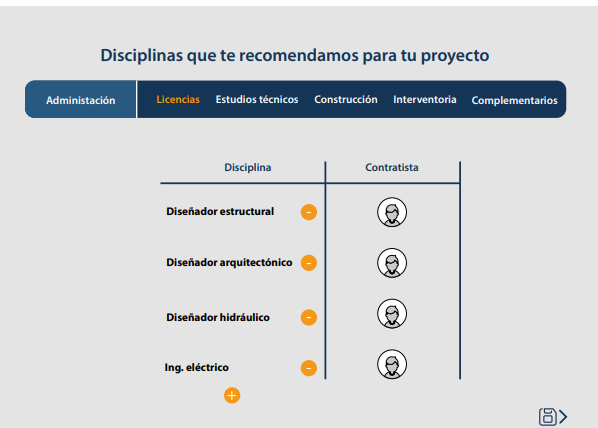 Disciplinas que te recomendamos para tu proyecto
Administación Licencias Estudios técnicos Construcción Interventoria Complementarios
Disciplina Contratista
Diseñador estructural -
Diseñador arquitectónico -
Diseñador hidráulico -
Ing. eléctrico -
+